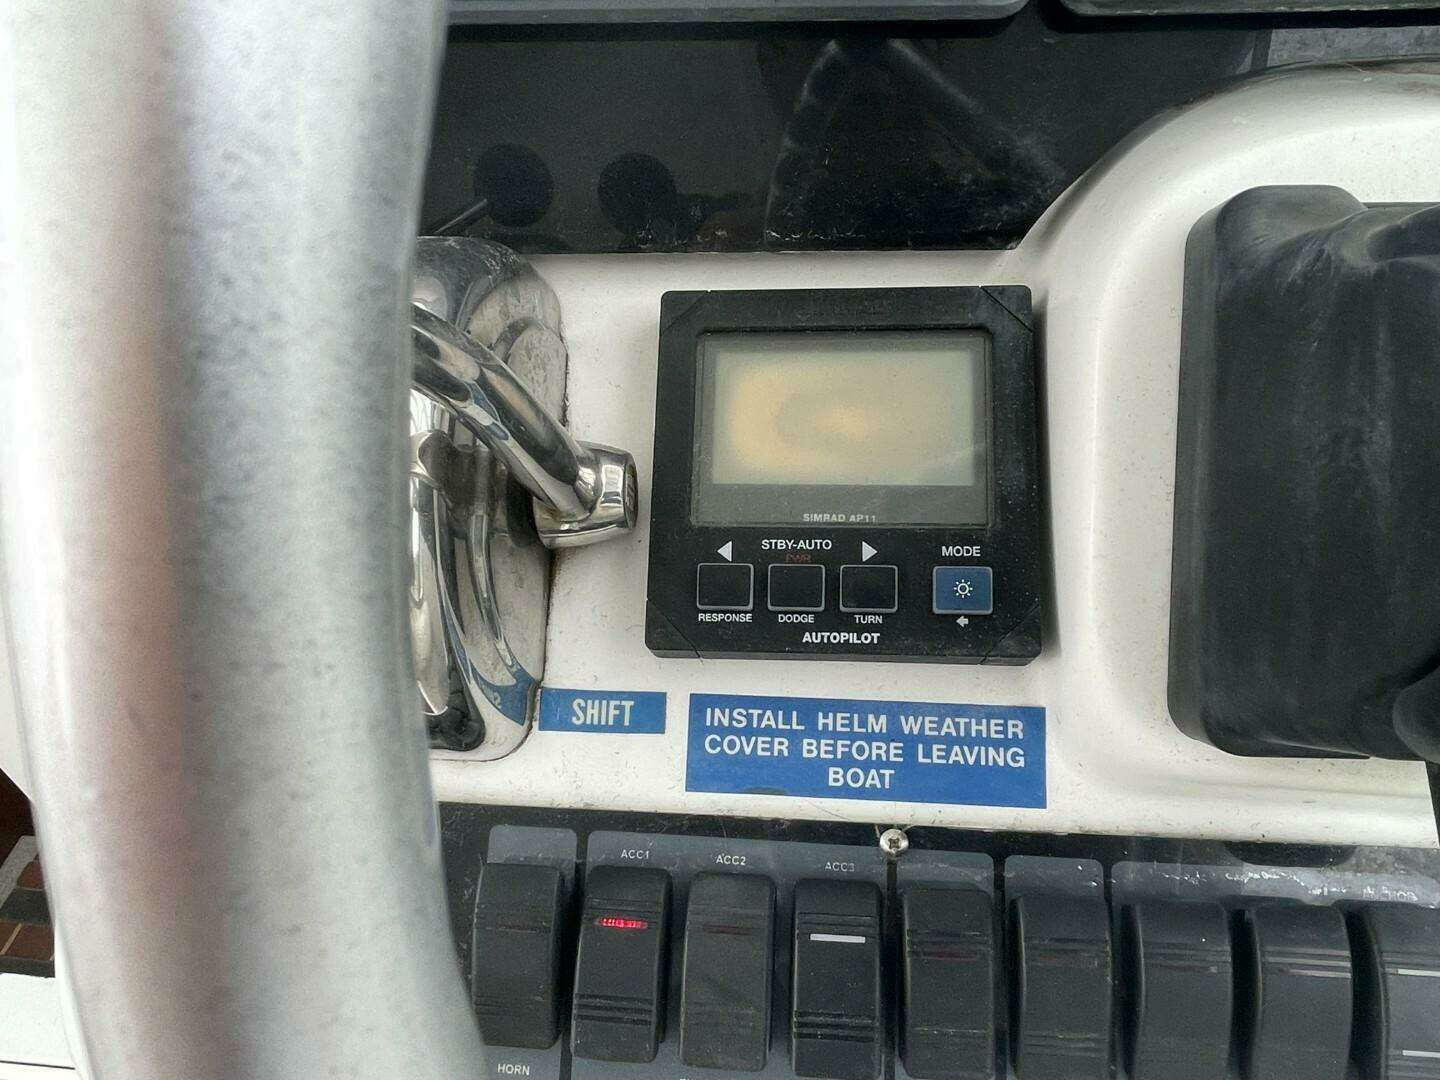 SIMRAD AP11
STBY-AUTO
PWR
MODE
RESPONSE
DODGE
TURN
AUTOPILOT
SHIFT
INSTALL HELM WEATHER
COVER BEFORE LEAVING
BOAT
ACC1
ACC2
ACC3
HORN